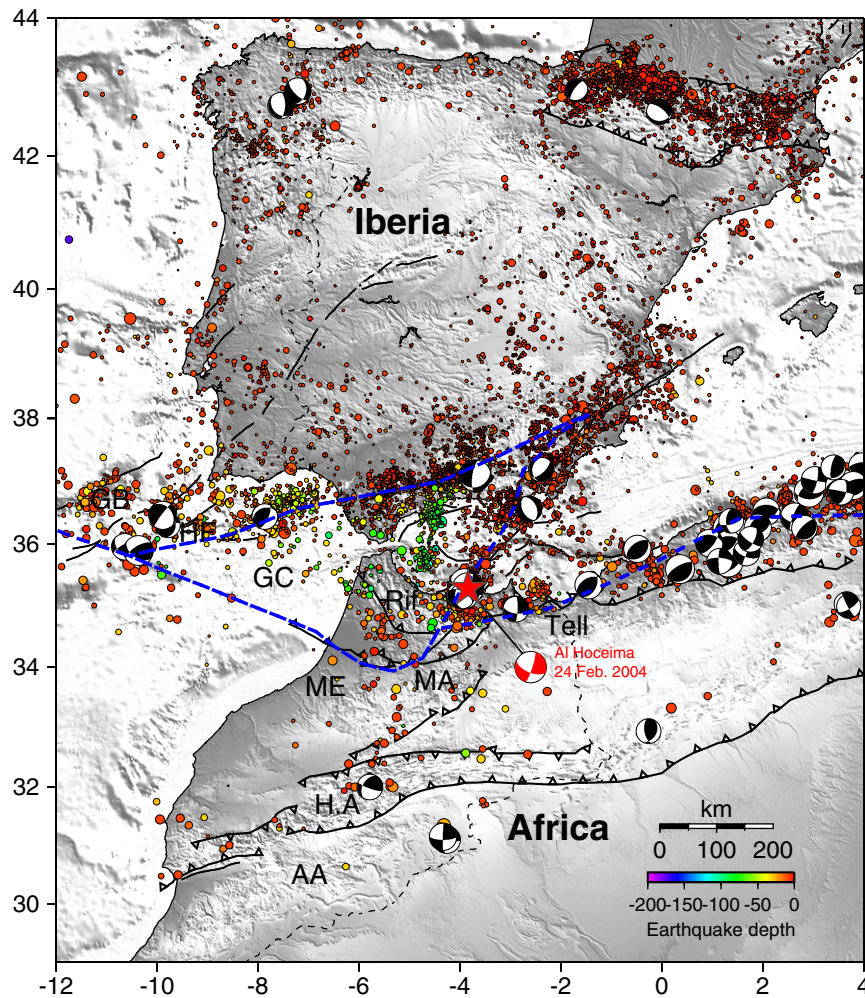 44
42
40
38
36
34
32
30
Iberia
GB
HF
GC
Rif
Tell
Al Hoceima
24 Feb. 2004
ME
MA
H.A
Africa
AA
km
0 100 200
-200 -150 -100 -50 0
Earthquake depth
-12 -10 -8 -6 -4 -2 0 2 4